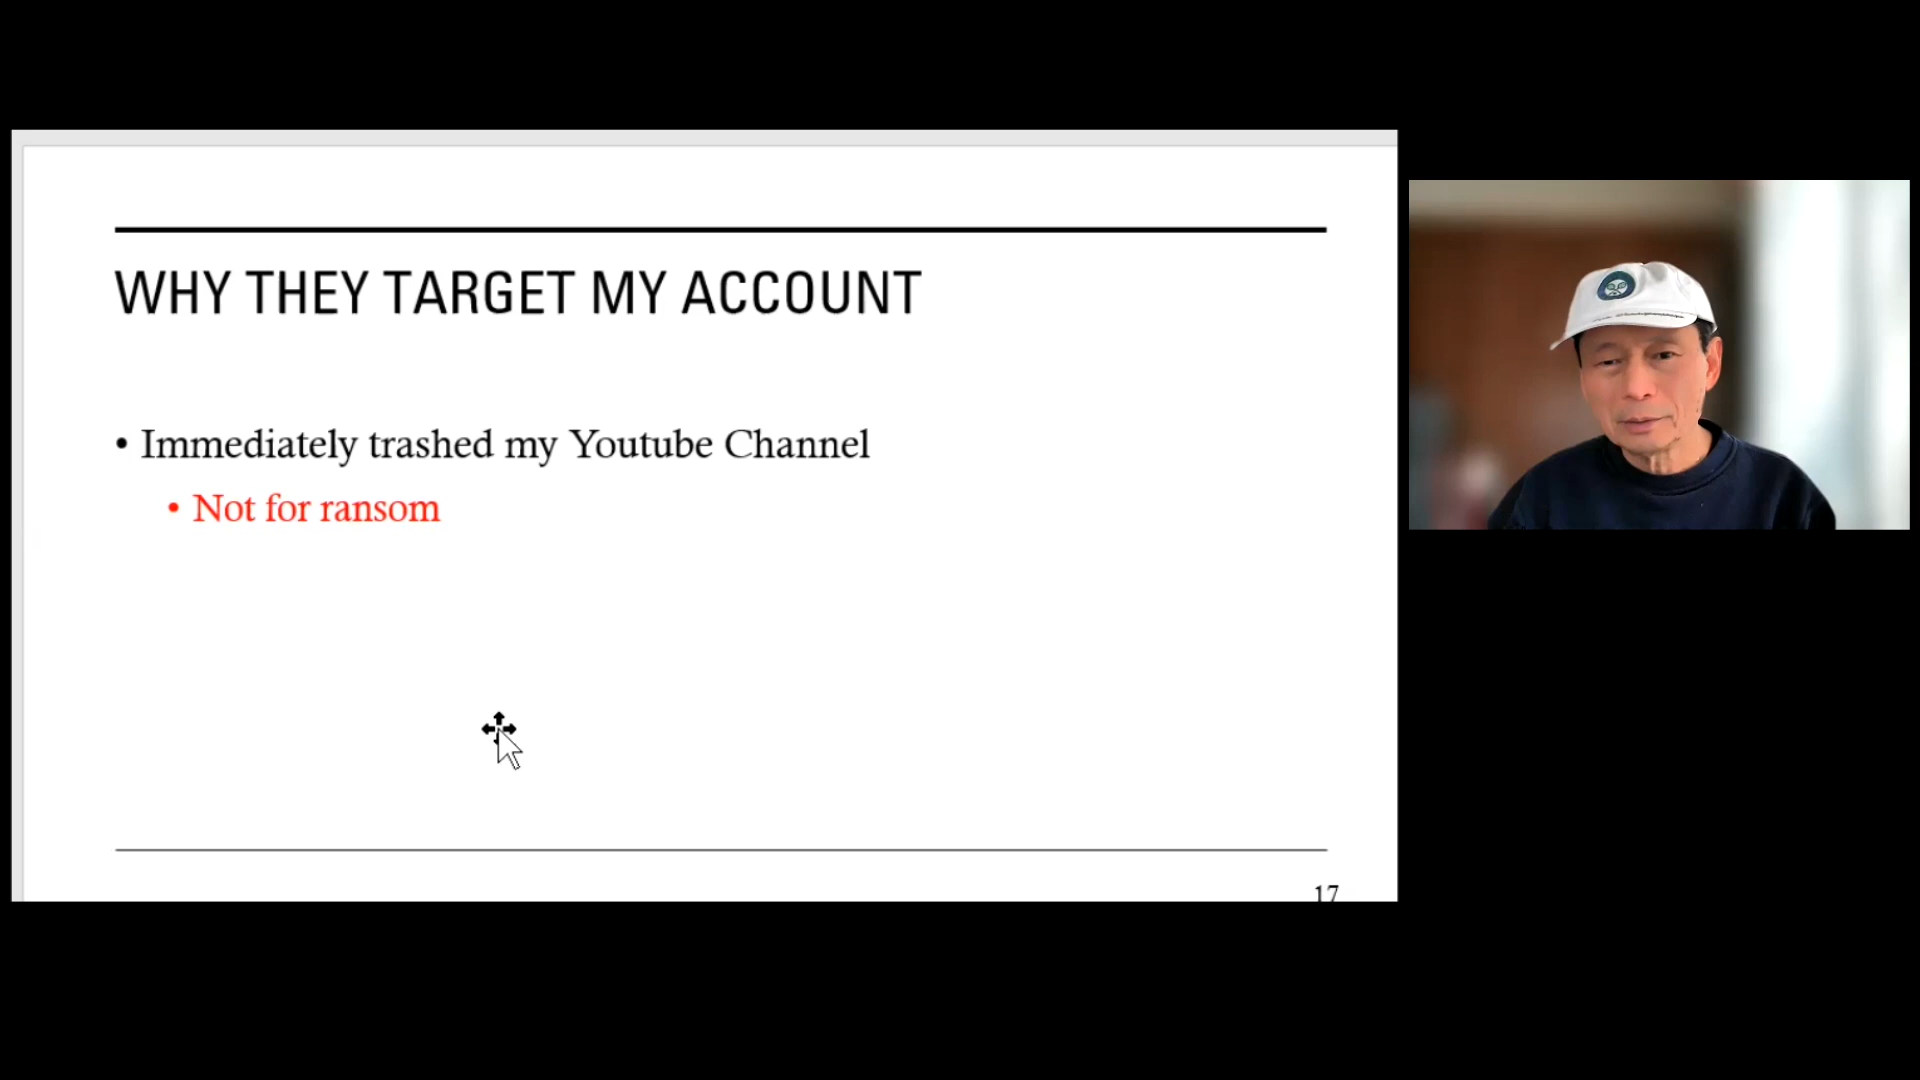 WHY THEY TARGET MY ACCOUNT
• Immediately trashed my Youtube Channel
• Not for ransom
17